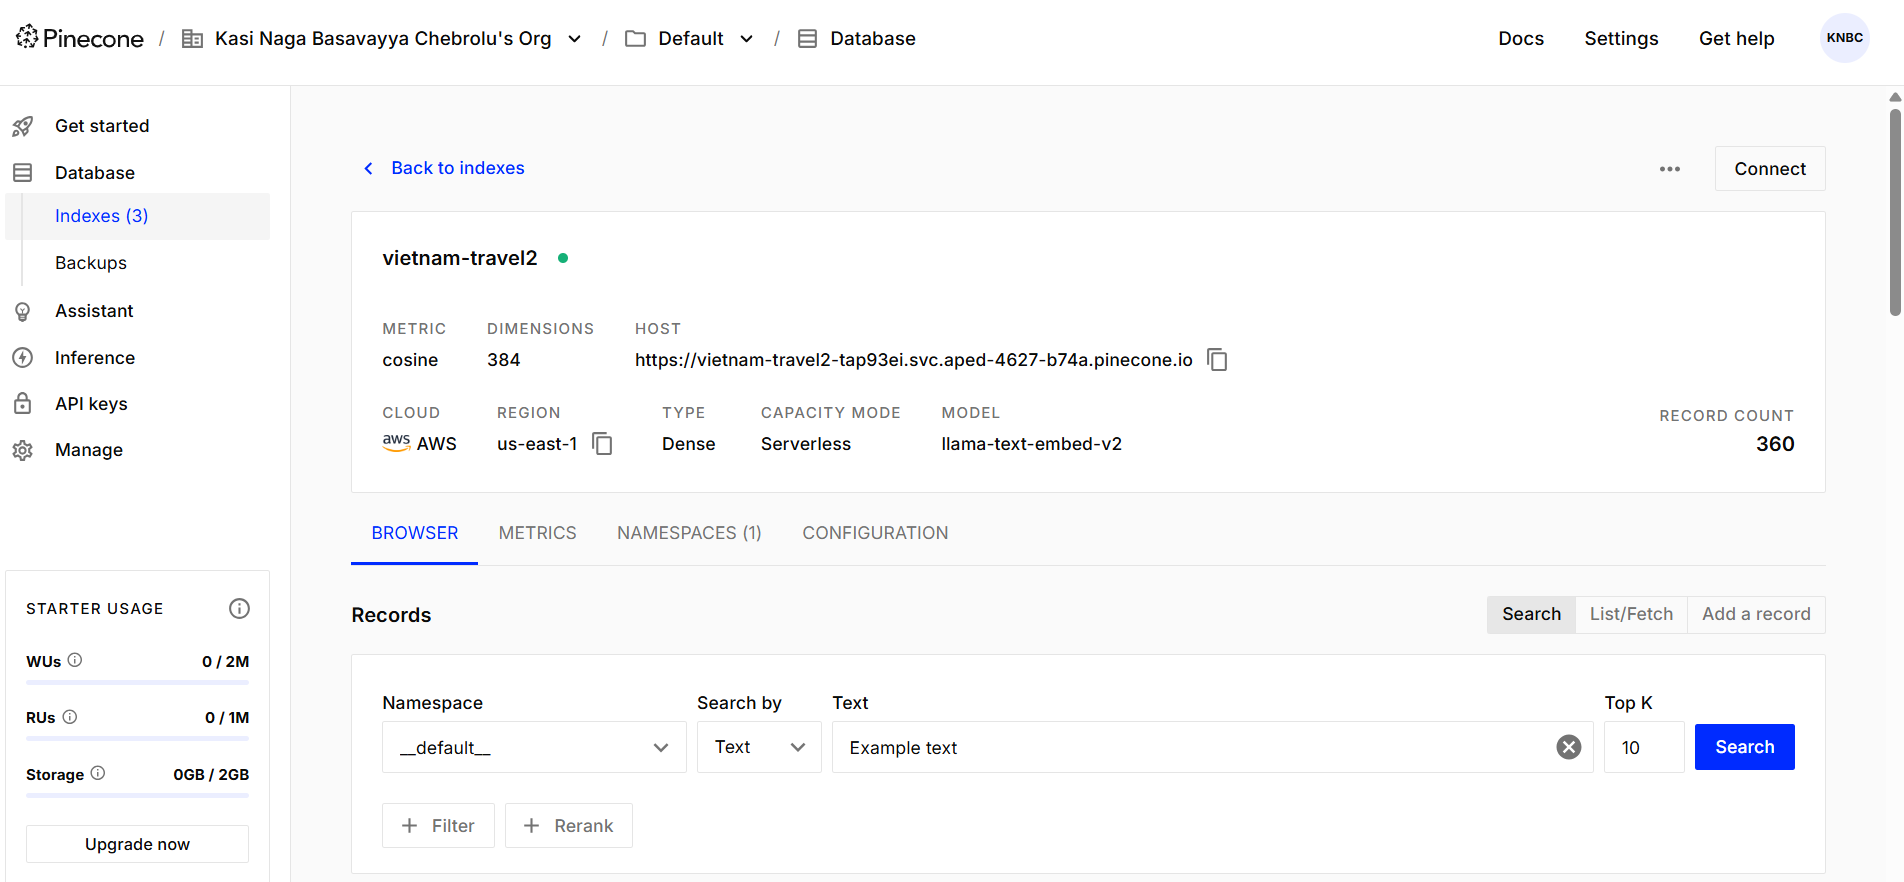 Pinecone / Kasi Naga Basavayya Chebrolu's Org / Default / Database
Docs Settings Get help KNBC
Get started
Database
Indexes (3)
Backups
Assistant
Inference
API keys
Manage
STARTER USAGE
WUs 0 / 2M
RUs 0 / 1M
Storage 0GB / 2GB
Upgrade now
Back to indexes
Connect
vietnam-travel2
METRIC DIMENSIONS HOST
cosine 384 https://vietnam-travel2-tap93ei.svc.aped-4627-b74a.pinecone.io
CLOUD REGION TYPE CAPACITY MODE MODEL RECORD COUNT
aws AWS us-east-1 Dense Serverless llama-text-embed-v2 360
BROWSER METRICS NAMESPACES (1) CONFIGURATION
Records
Search List/Fetch Add a record
Namespace Search by Text Top K
__default__ Text Example text 10 Search
+ Filter + Rerank